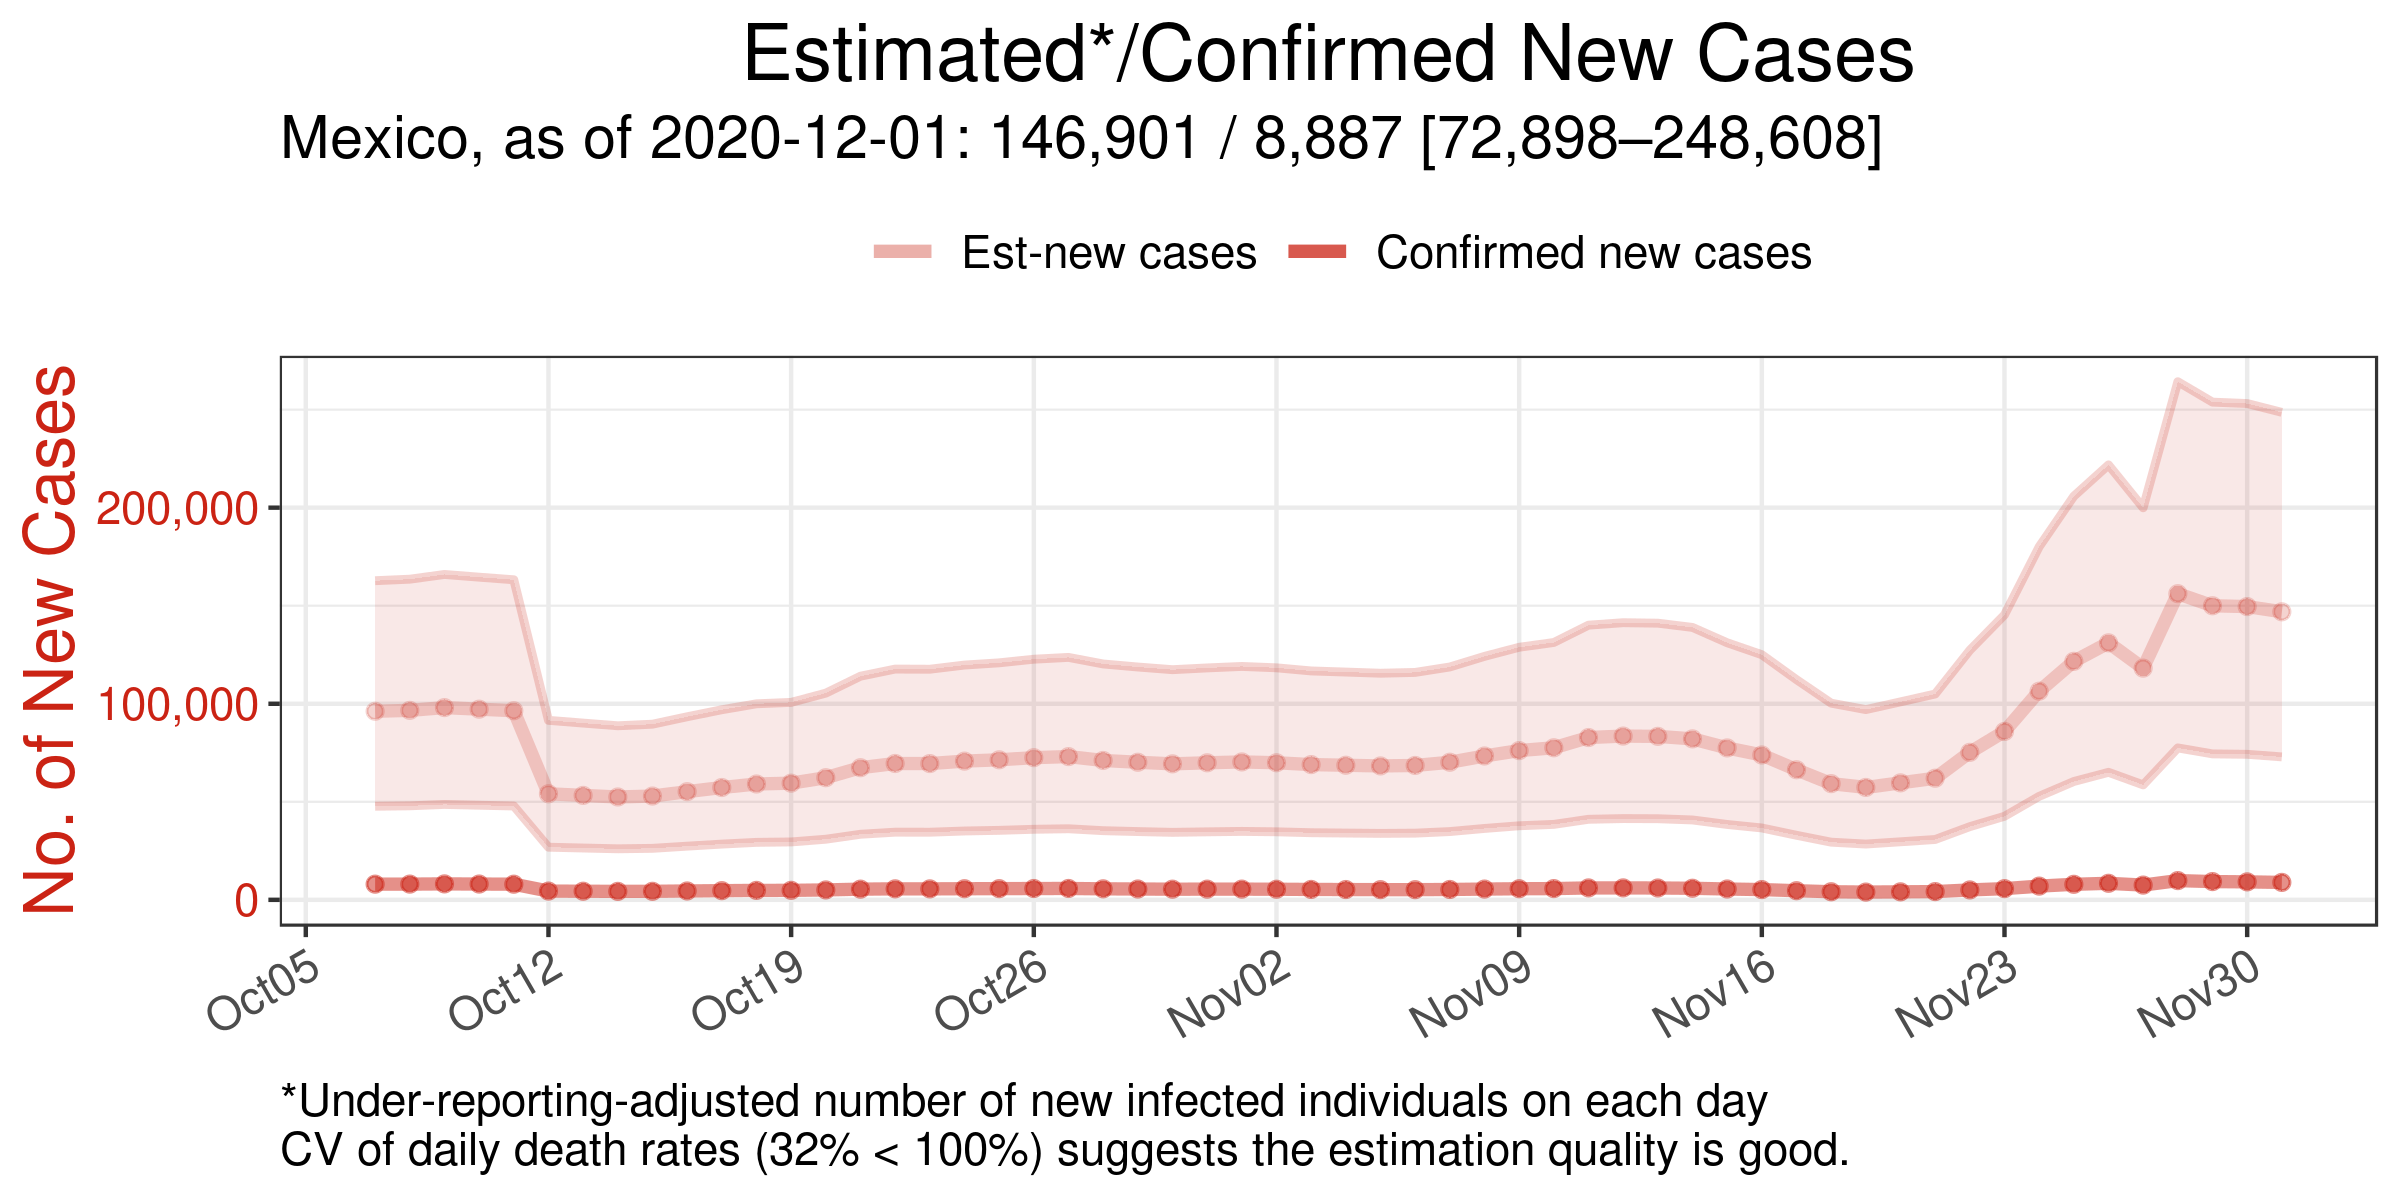 Estimated*/Confirmed New Cases
Mexico, as of 2020-12-01: 146,901 / 8,887 [72,898–248,608]
Est-new cases
Confirmed new cases
No. of New Cases
200,000
100,000
0
Oct05
Oct12
Oct19
Oct26
Nov02
Nov09
Nov16
Nov23
Nov30
*Under-reporting-adjusted number of new infected individuals on each day
CV of daily death rates (32% < 100%) suggests the estimation quality is good.